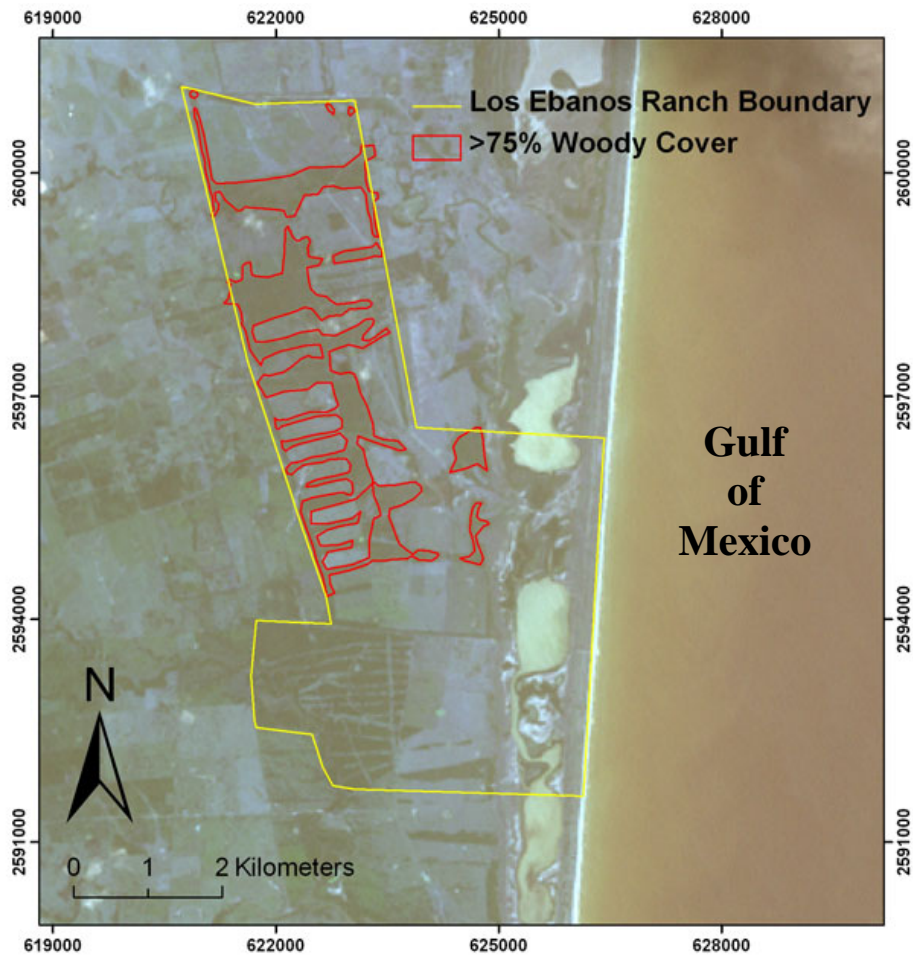 619000 622000 625000 628000
Los Ebanos Ranch Boundary
>75% Woody Cover
2600000 2600000
2597000 2597000
Gulf
of
Mexico
2594000 2594000
N
2591000 2591000
0 1 2 Kilometers
619000 622000 625000 628000